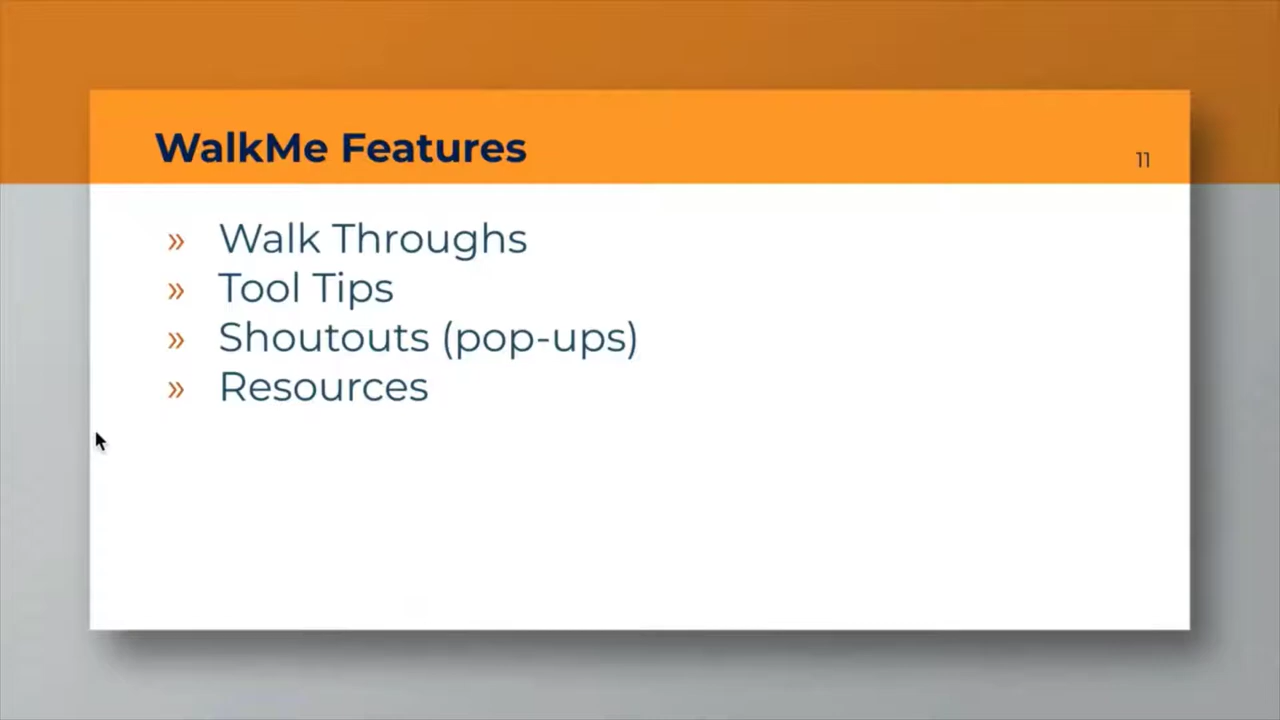 WalkMe Features
11
» Walk Throughs
» Tool Tips
» Shoutouts (pop-ups)
» Resources